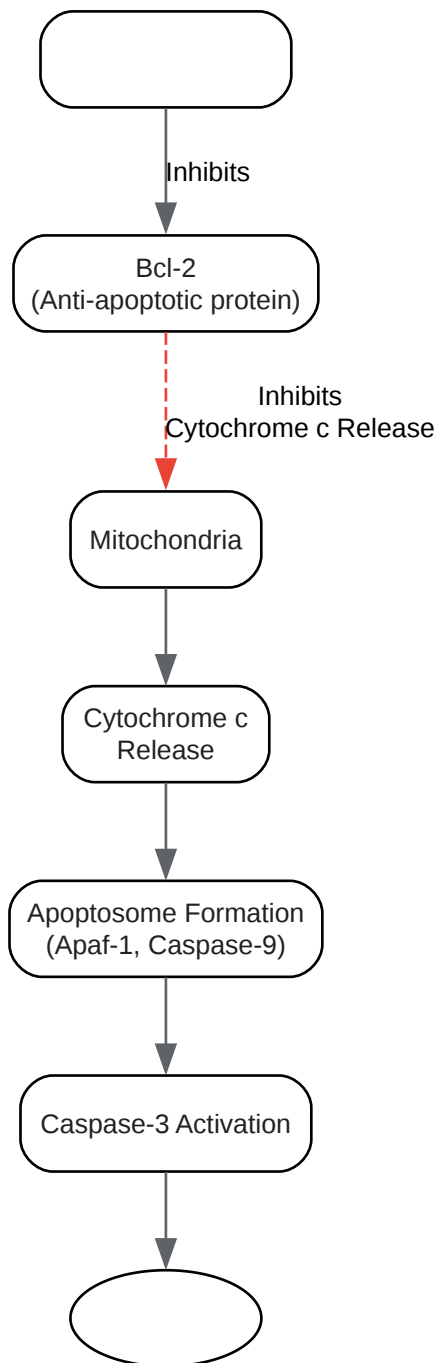 Inhibits
Bcl-2
(Anti-apoptotic protein)
Inhibits
Cytochrome c Release
Mitochondria
Cytochrome c
Release
Apoptosome Formation
(Apaf-1, Caspase-9)
Caspase-3 Activation